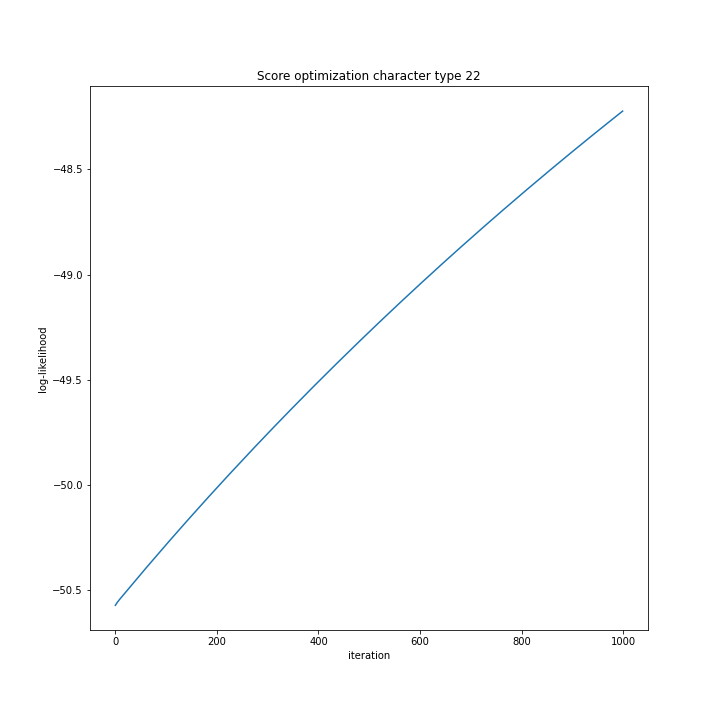 Score optimization character type 22
log-likelihood
−48.5
−49.0
−49.5
−50.0
−50.5
0 200 400 600 800 1000
iteration